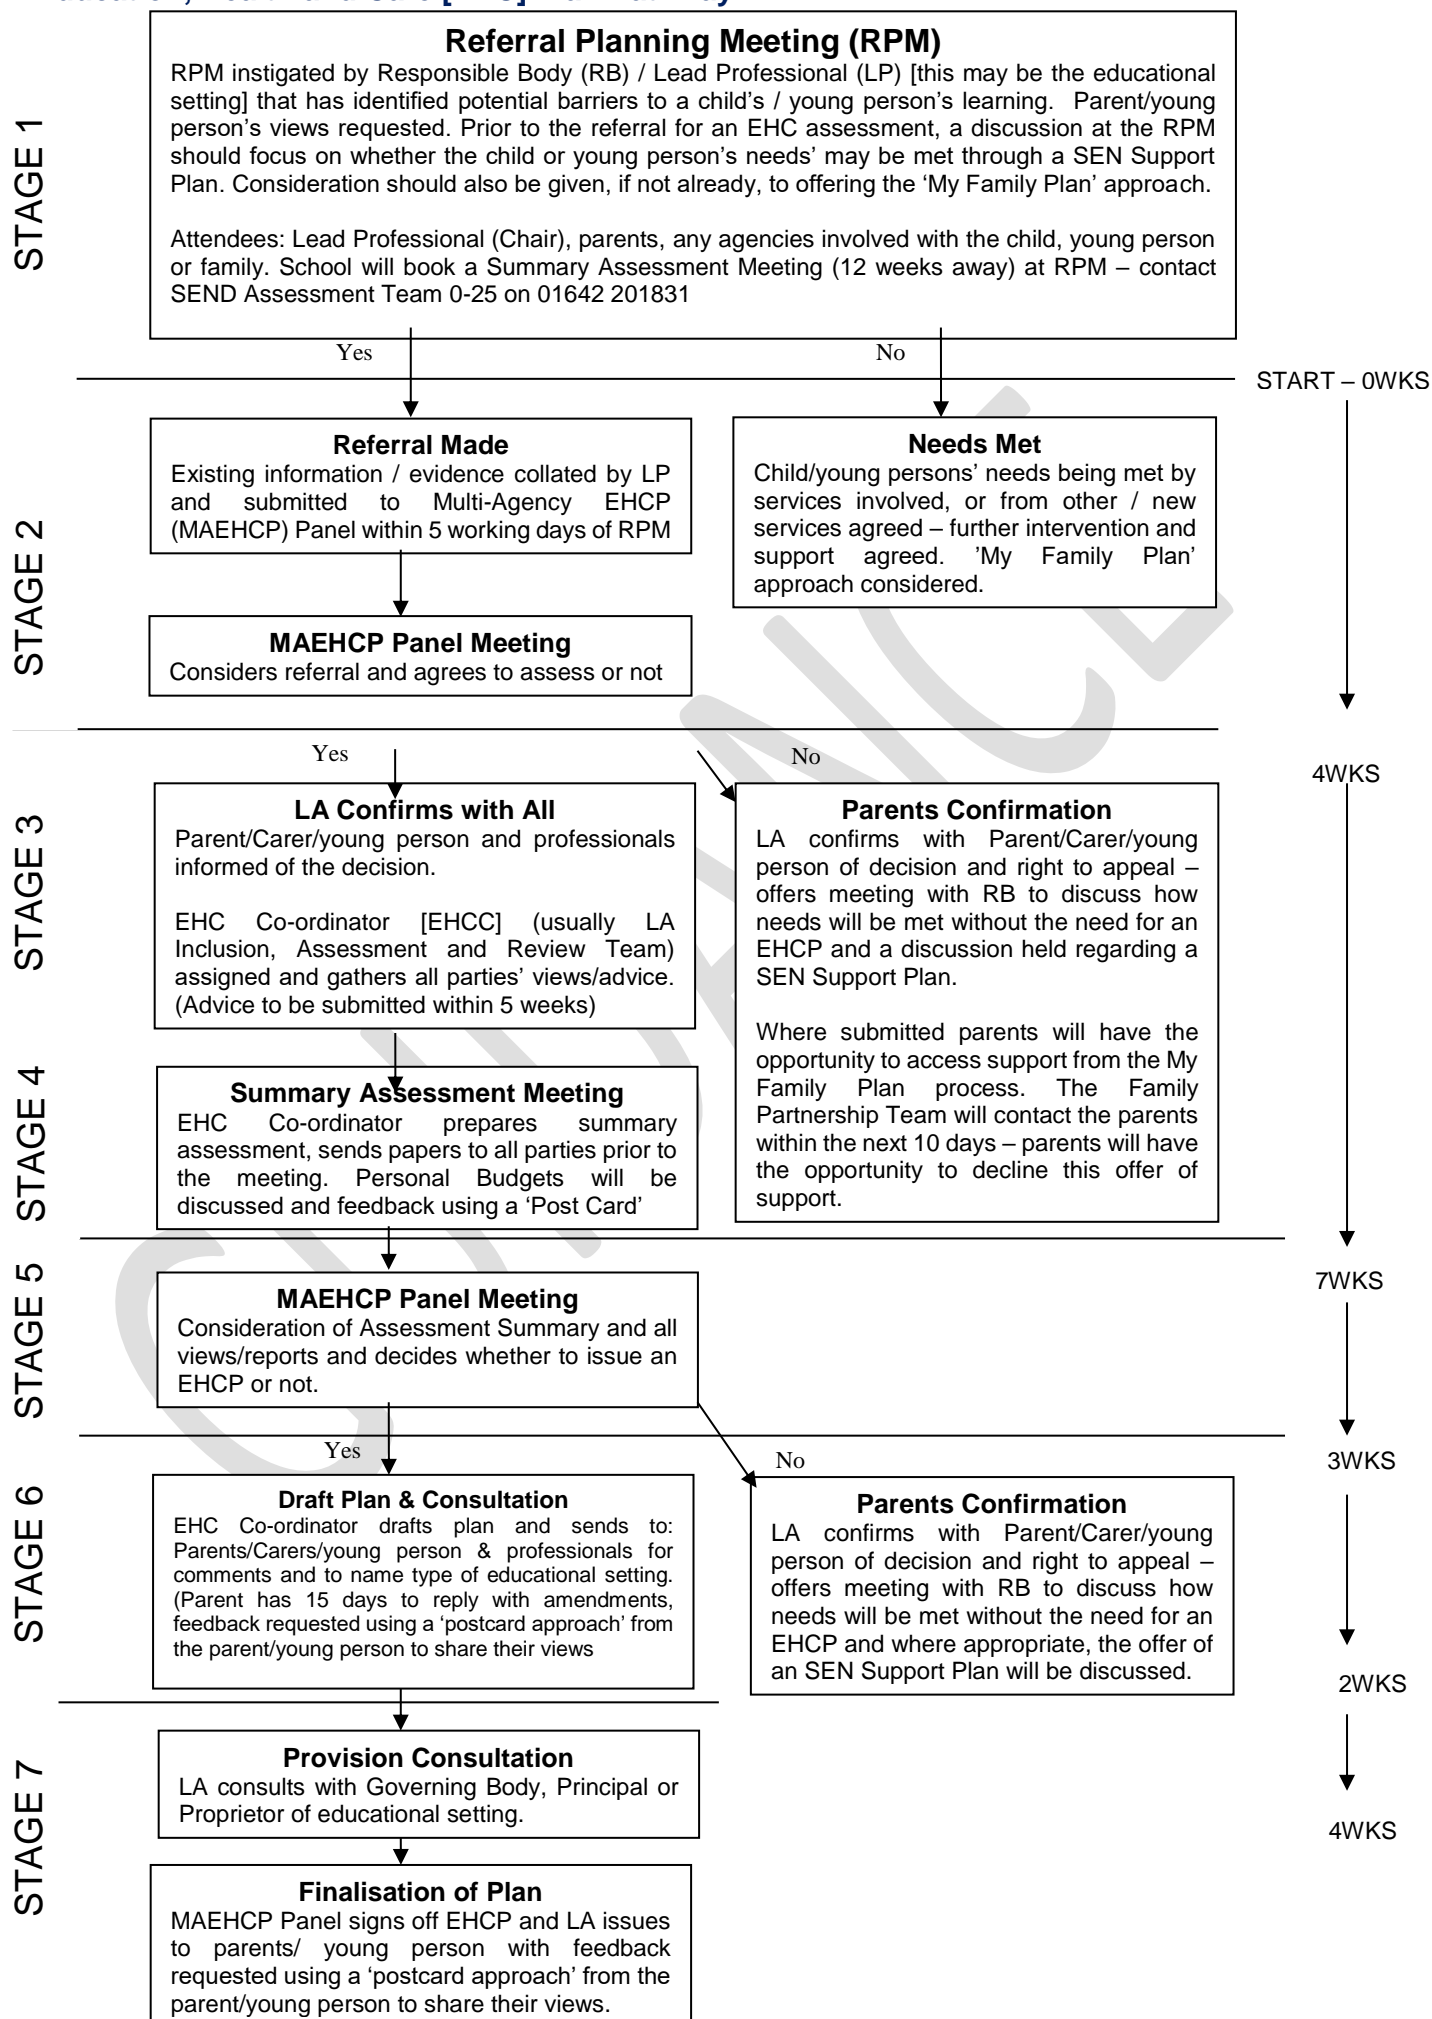 Referral Planning Meeting (RPM)
RPM instigated by Responsible Body (RB) / Lead Professional (LP) [this may be the educational
setting] that has identified potential barriers to a child's / young person's learning. Parent/young
person's views requested. Prior to the referral for an EHC assessment, a discussion at the RPM
should focus on whether the child or young person's needs' may be met through a SEN Support
Plan. Consideration should also be given, if not already, to offering the 'My Family Plan' approach.
Attendees: Lead Professional (Chair), parents, any agencies involved with the child, young person
or family. School will book a Summary Assessment Meeting (12 weeks away) at RPM – contact
SEND Assessment Team 0-25 on 01642 201831
STAGE 1
Yes
No
START – 0WKS
STAGE 2
Referral Made
Existing information / evidence collated by LP
and submitted to Multi-Agency EHCP
(MAEHCP) Panel within 5 working days of RPM
Needs Met
Child/young persons' needs being met by
services involved, or from other / new
services agreed – further intervention and
support agreed. 'My Family Plan'
approach considered.
MAEHCP Panel Meeting
Considers referral and agrees to assess or not
Yes
No
4WKS
STAGE 3
LA Confirms with All
Parent/Carer/young person and professionals
informed of the decision.
EHC Co-ordinator [EHCC] (usually LA
Inclusion, Assessment and Review Team)
assigned and gathers all parties' views/advice.
(Advice to be submitted within 5 weeks)
Parents Confirmation
LA confirms with Parent/Carer/young
person of decision and right to appeal –
offers meeting with RB to discuss how
needs will be met without the need for an
EHCP and a discussion held regarding a
SEN Support Plan.
Where submitted parents will have the
opportunity to access support from the My
Family Plan process. The Family
Partnership Team will contact the parents
within the next 10 days – parents will have
the opportunity to decline this offer of
support.
STAGE 4
Summary Assessment Meeting
EHC Co-ordinator prepares summary
assessment, sends papers to all parties prior to
the meeting. Personal Budgets will be
discussed and feedback using a 'Post Card'
7WKS
STAGE 5
MAEHCP Panel Meeting
Consideration of Assessment Summary and all
views/reports and decides whether to issue an
EHCP or not.
Yes
No
3WKS
STAGE 6
Draft Plan & Consultation
EHC Co-ordinator drafts plan and sends to:
Parents/Carers/young person & professionals for
comments and to name type of educational setting.
(Parent has 15 days to reply with amendments,
feedback requested using a 'postcard approach' from
the parent/young person to share their views
Parents Confirmation
LA confirms with Parent/Carer/young
person of decision and right to appeal –
offers meeting with RB to discuss how
needs will be met without the need for an
EHCP and where appropriate, the offer of
an SEN Support Plan will be discussed.
2WKS
STAGE 7
Provision Consultation
LA consults with Governing Body, Principal or
Proprietor of educational setting.
4WKS
Finalisation of Plan
MAEHCP Panel signs off EHCP and LA issues
to parents/ young person with feedback
requested using a 'postcard approach' from the
parent/young person to share their views.